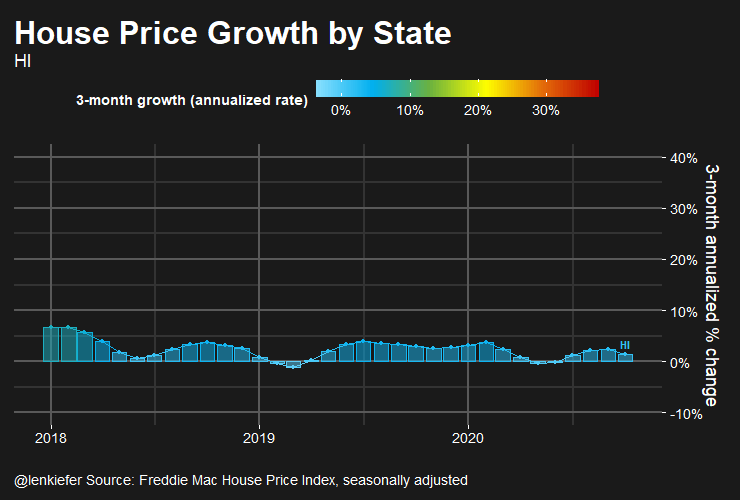 House Price Growth by State
HI
3-month growth (annualized rate)
0% 10% 20% 30%
40%
30%
20%
10%
0%
-10%
3-month annualized % change
HI
2018 2019 2020
@lenkiefer Source: Freddie Mac House Price Index, seasonally adjusted